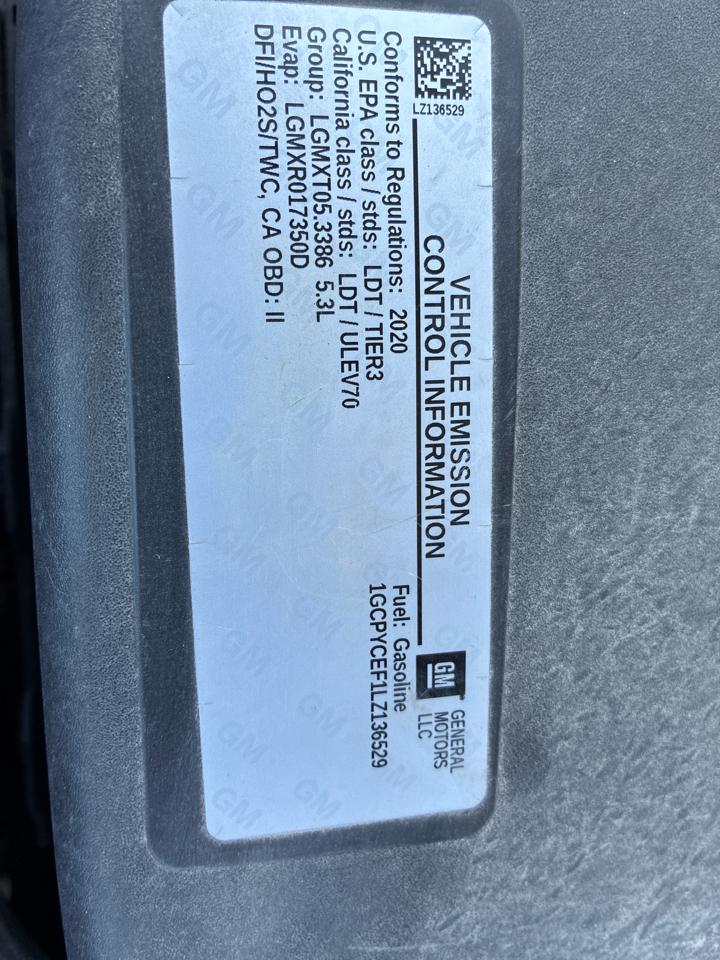 LZ136529
VEHICLE EMISSION
CONTROL INFORMATION
GM
GENERAL
MOTORS
LLC
Conforms to Regulations: 2020
U.S. EPA class / stds: LDT / TIER3
California class / stds: LDT / ULEV70
Group: LGMXT05.3386 5.3L
Evap: LGMXR017350D
DFI/HO2S/TWC, CA OBD: II
Fuel: Gasoline
1GCPYCEF1LZ136529